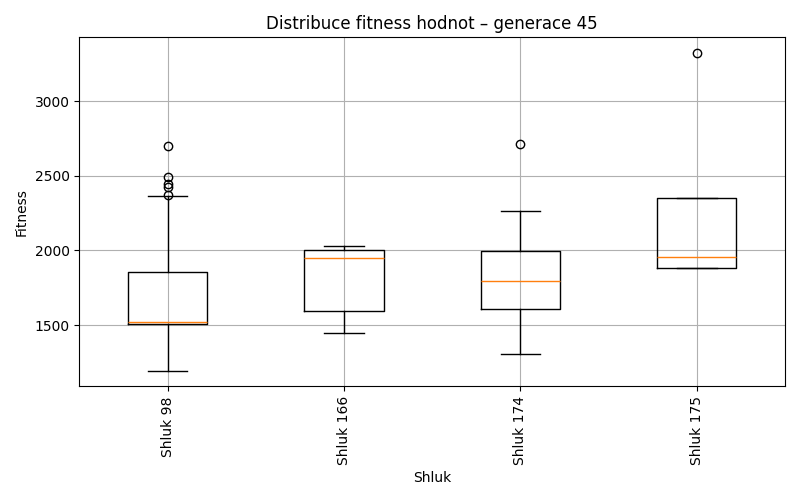 Distribuce fitness hodnot – generace 45
Fitness
3000
2500
2000
1500
Shluk 98
Shluk 166
Shluk 174
Shluk 175
Shluk